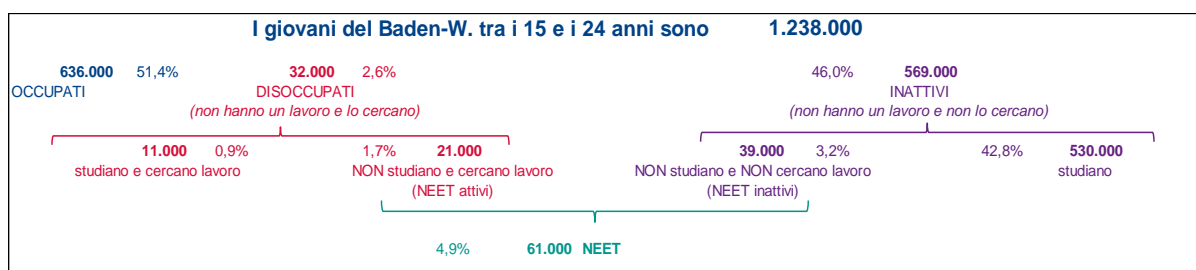 I giovani del Baden-W. tra i 15 e i 24 anni sono 1.238.000
636.000 51,4% 32.000 2,6% 46,0% 569.000
OCCUPATI DISOCCUPATI INATTIVI
(non hanno un lavoro e lo cercano) (non hanno un lavoro e non lo cercano)
11.000 0,9% 1,7% 21.000 39.000 3,2% 42,8% 530.000
studiano e cercano lavoro NON studiano e cercano lavoro NON studiano e NON cercano lavoro studiano
(NEET attivi) (NEET inattivi)
4,9% 61.000 NEET